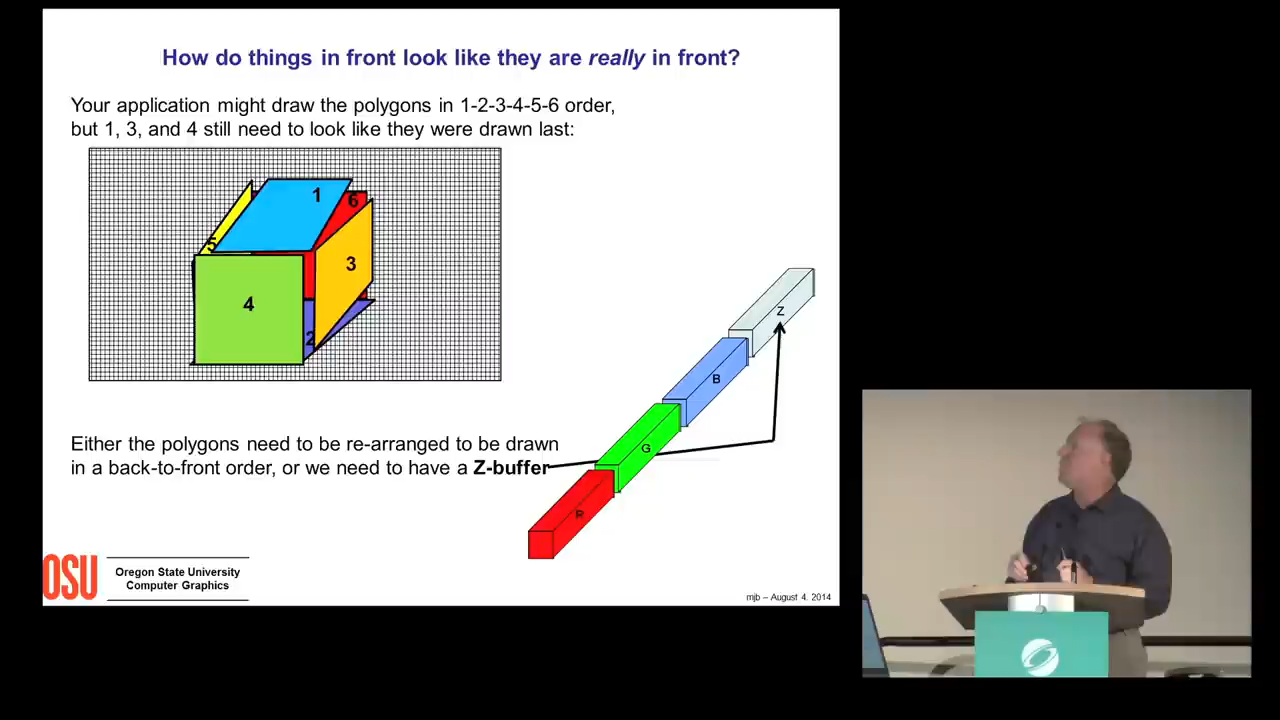 How do things in front look like they are really in front?
Your application might draw the polygons in 1-2-3-4-5-6 order,
but 1, 3, and 4 still need to look like they were drawn last:
1
6
5
3
4
2
Z
B
G
R
Either the polygons need to be re-arranged to be drawn
in a back-to-front order, or we need to have a Z-buffer
OSU
Oregon State University
Computer Graphics
mjb – August 4, 2014